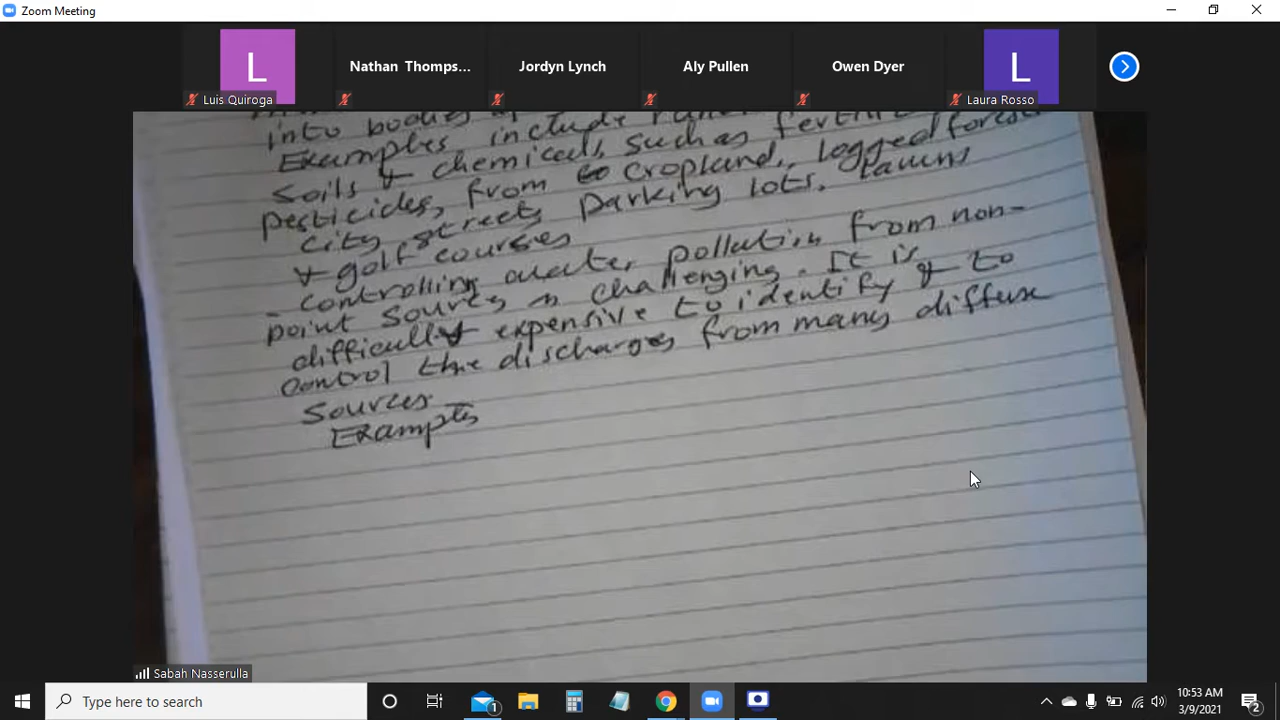 Zoom Meeting
L
Luis Quiroga
Nathan Thomps...
Jordyn Lynch
Aly Pullen
Owen Dyer
L
Laura Rosso
into bodies of
Examples, include
Soils & chemicals, such as
pesticides, from cropland, logged forests
city streets parking lots. lawns
& golf courses
- controlling water pollution from non-
point sources is challenging. It is
difficult & expensive to identify & to
control the discharges from many diffuse
sources.
Examples
Sabah Nasserulla
Type here to search
1
10:53 AM
3/9/2021
2